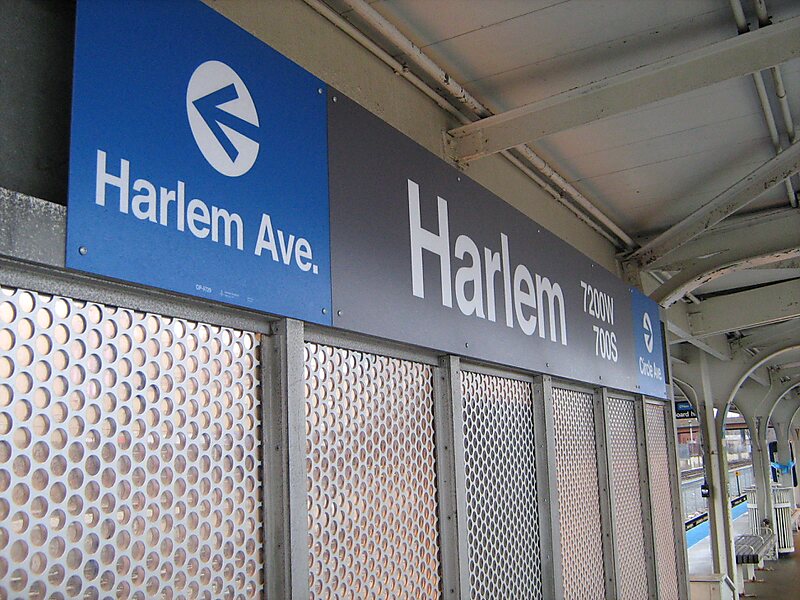 Harlem Ave.
Harlem
7200W
700S
Circle Ave.